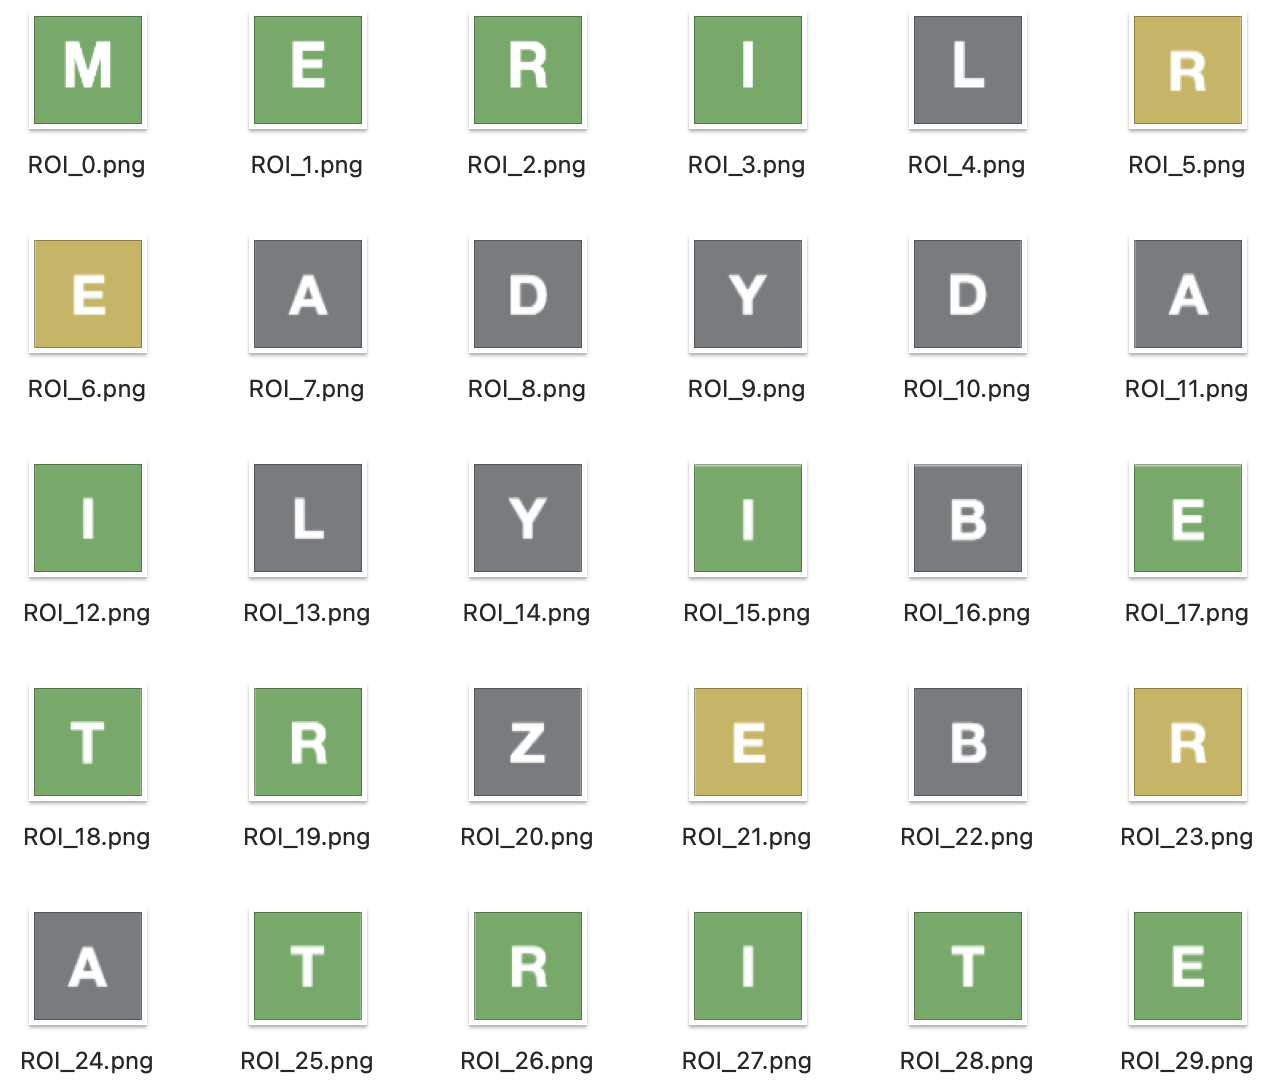 M E R I L R
ROI_0.png ROI_1.png ROI_2.png ROI_3.png ROI_4.png ROI_5.png
E A D Y D A
ROI_6.png ROI_7.png ROI_8.png ROI_9.png ROI_10.png ROI_11.png
I L Y I B E
ROI_12.png ROI_13.png ROI_14.png ROI_15.png ROI_16.png ROI_17.png
T R Z E B R
ROI_18.png ROI_19.png ROI_20.png ROI_21.png ROI_22.png ROI_23.png
A T R I T E
ROI_24.png ROI_25.png ROI_26.png ROI_27.png ROI_28.png ROI_29.png